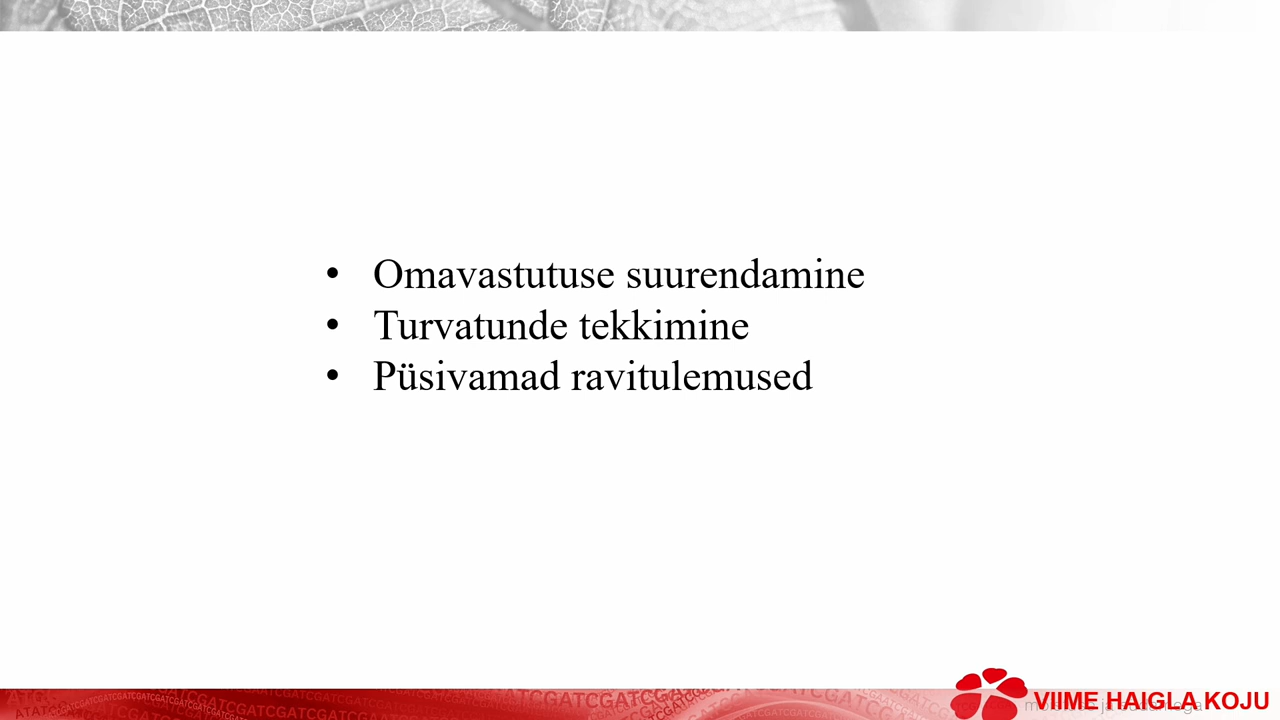 • Omavastutuse suurendamine
• Turvatunde tekkimine
• Püsivamad ravitulemused
VIIME HAIGLA KOJU